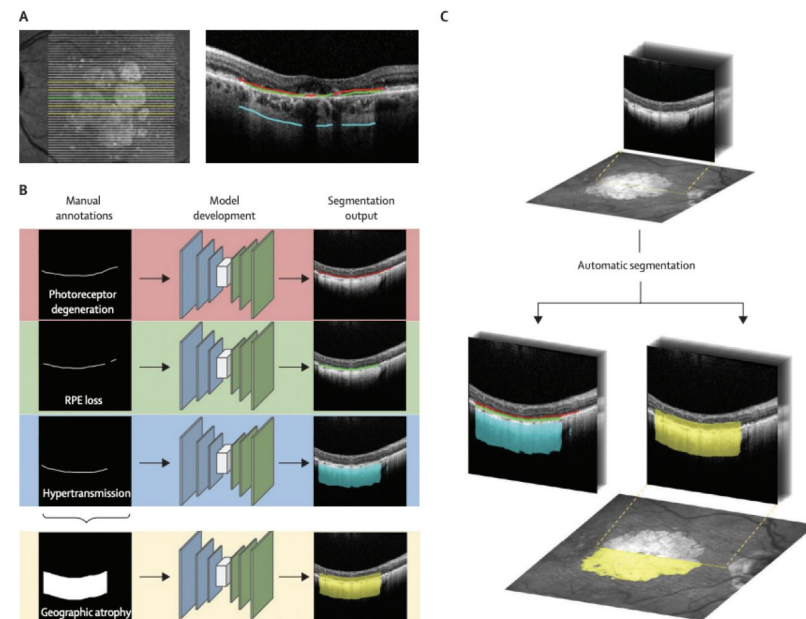 A
B
Manual
annotations
Model
development
Segmentation
output
Photoreceptor
degeneration
RPE loss
Hypertransmission
Geographic atrophy
C
Automatic segmentation